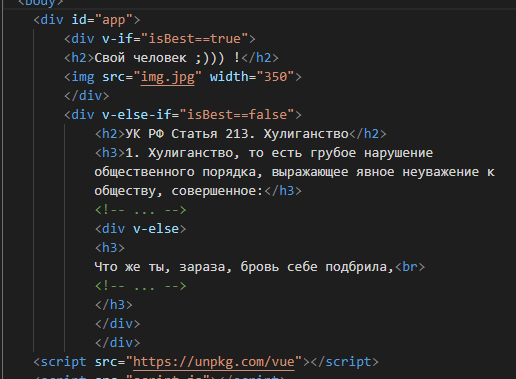 <body>
<div id="app">
<div v-if="isBest==true">
<h2>Свой человек ;))) !</h2>
<img src="img.jpg" width="350">
</div>
<div v-else-if="isBest==false">
<h2>УК РФ Статья 213. Хулиганство</h2>
<h3>1. Хулиганство, то есть грубое нарушение
общественного порядка, выражающее явное неуважение к
обществу, совершенное:</h3>
<!-- ... -->
<div v-else>
<h3>
Что же ты, зараза, бровь себе подбрила,<br>
<!-- ... -->
</h3>
</div>
</div>
<script src="https://unpkg.com/vue"></script>